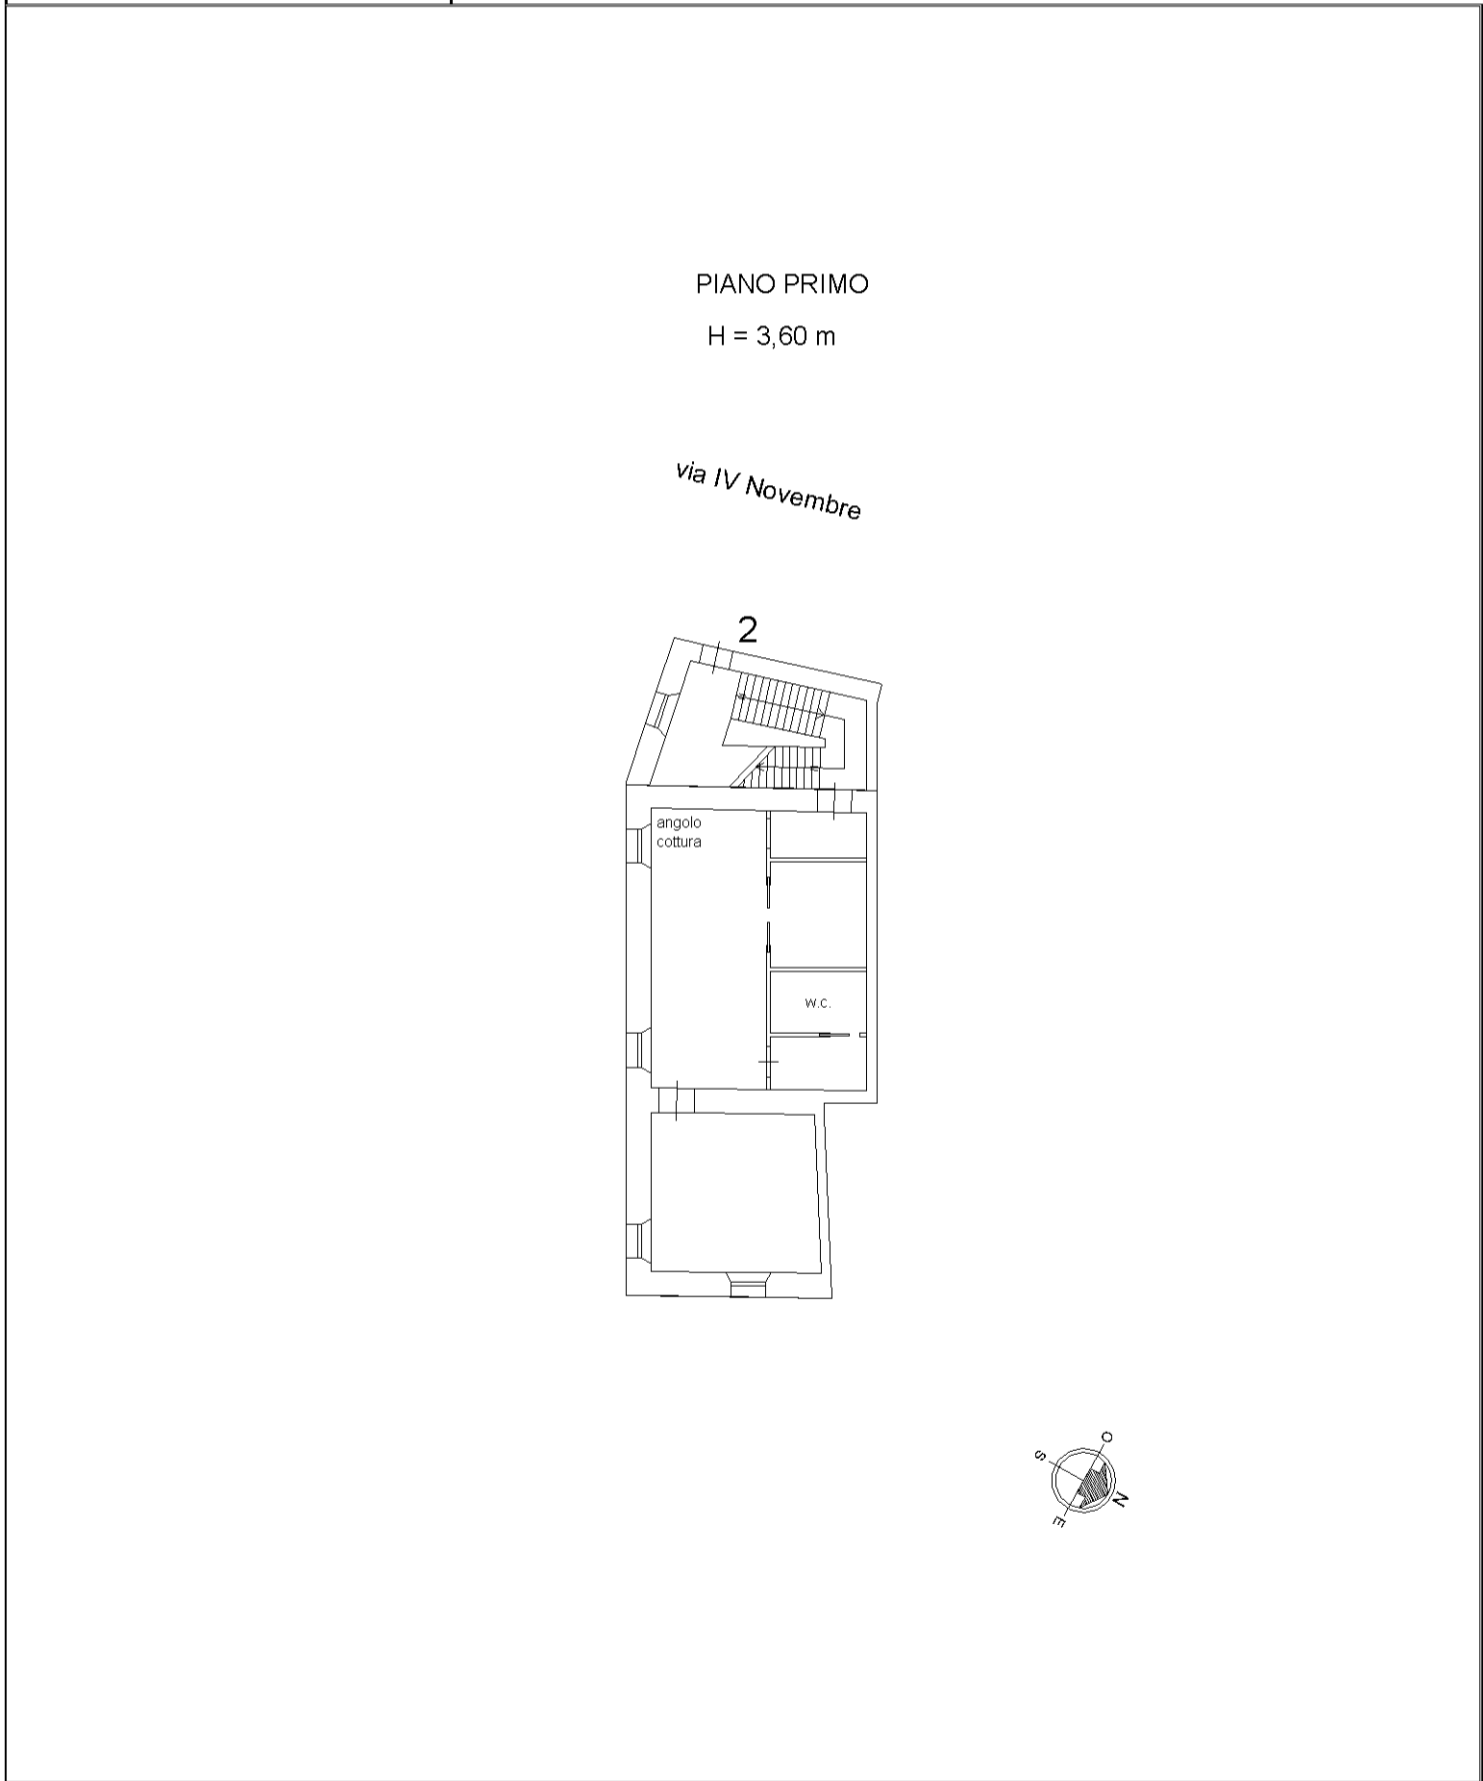 PIANO PRIMO
H = 3,60 m
via IV Novembre
2
angolo
cottura
w.c.
O
S
N
E